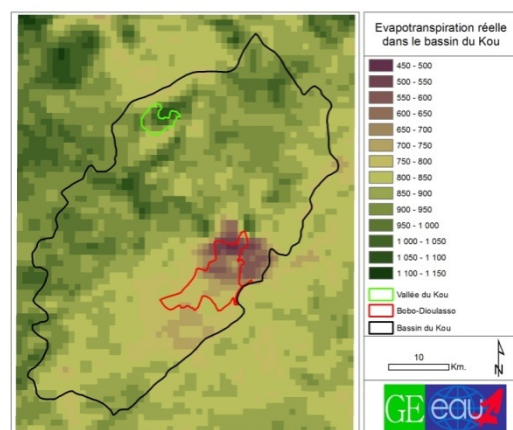 Evapotranspiration réelle
dans le bassin du Kou
450 - 500
500 - 550
550 - 600
600 - 650
650 - 700
700 - 750
750 - 800
800 - 850
850 - 900
900 - 950
950 - 1 000
1 000 - 1 050
1 050 - 1 100
1 100 - 1 150
Vallée du Kou
Bobo-Dioulasso
Bassin du Kou
10
Km.
N
GE eau